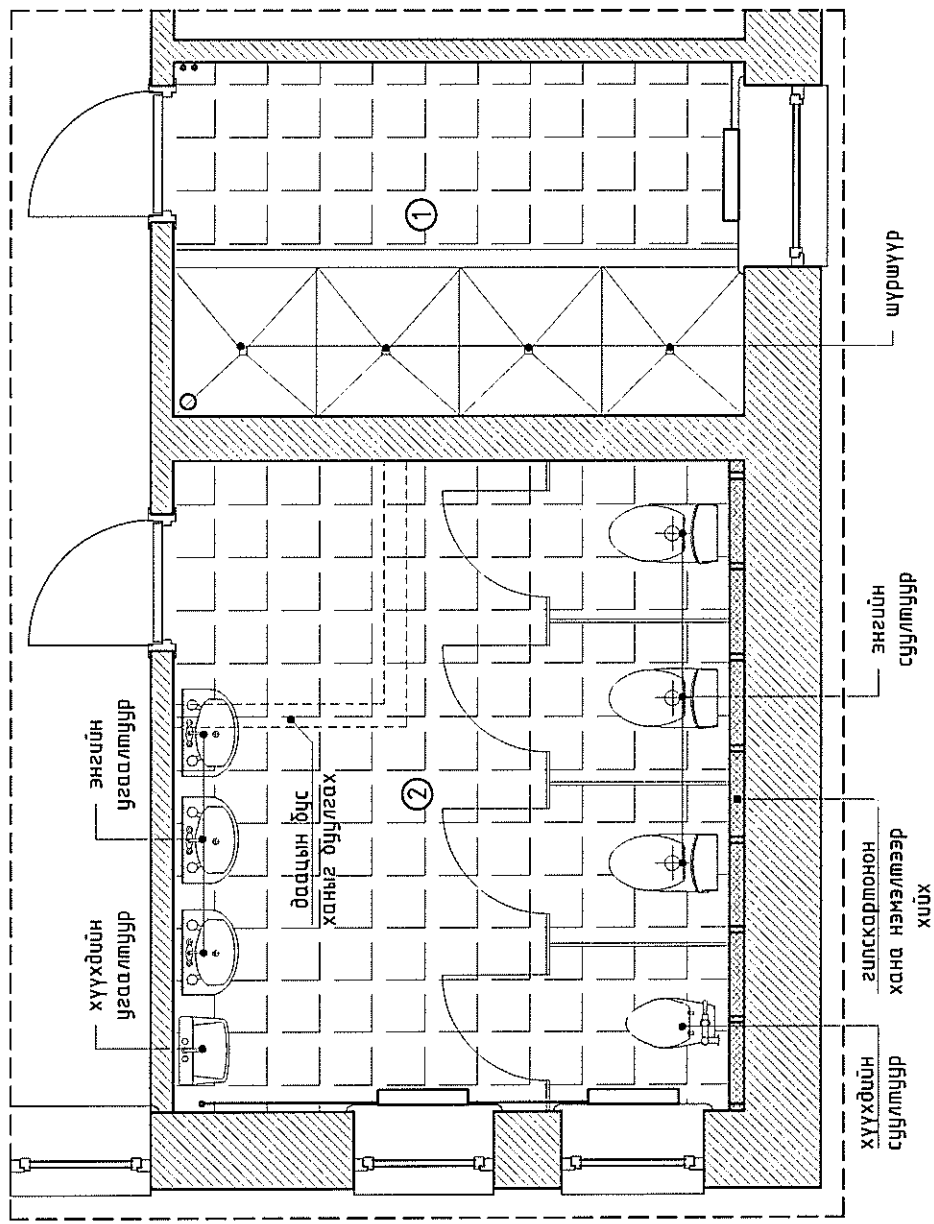 шүршүүр
энгийн
суултуур
гипскартонон
хана нэмэлтээр
хийх
хүүхдийн
суултуур
энгийн
угаалтуур
хүүхдийн
угаалтуур
даацын бус
ханыг буулгах
1
2